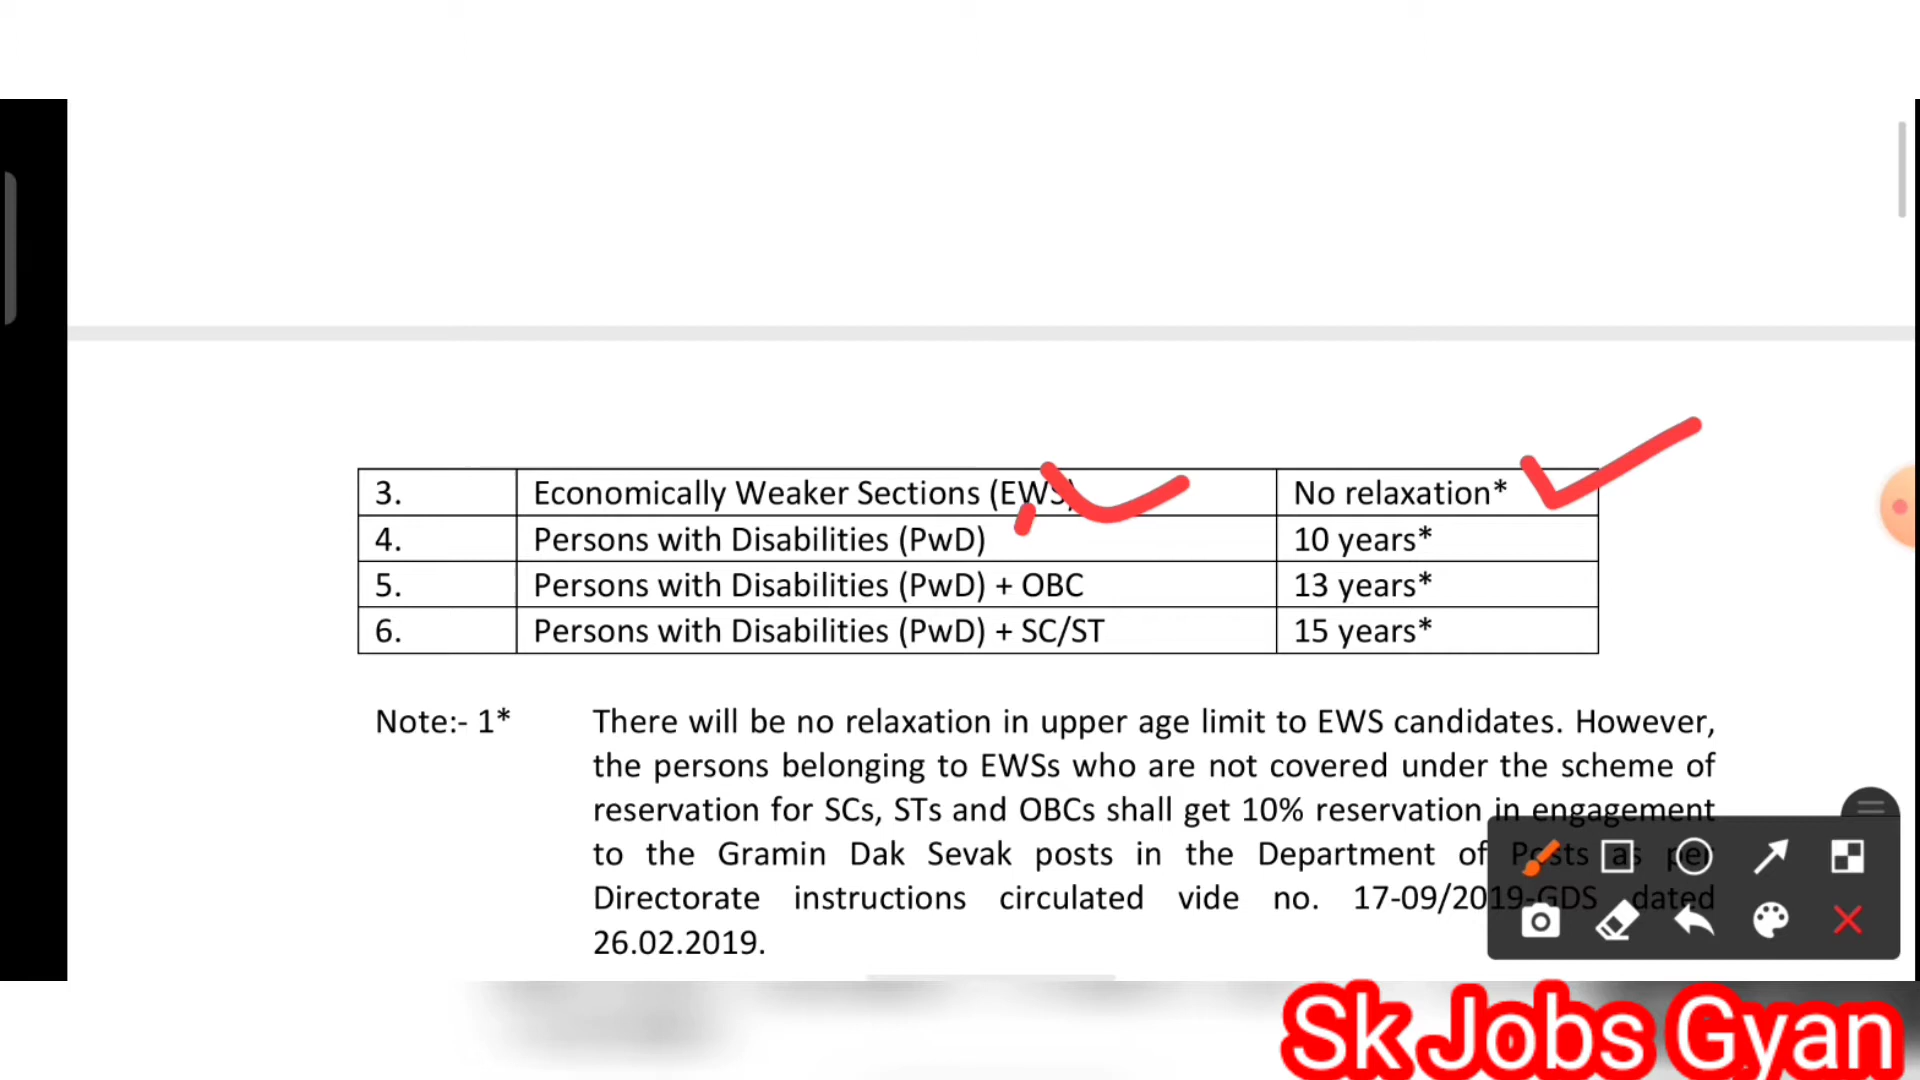 3. Economically Weaker Sections (EWS) No relaxation*
4. Persons with Disabilities (PwD) 10 years*
5. Persons with Disabilities (PwD) + OBC 13 years*
6. Persons with Disabilities (PwD) + SC/ST 15 years*
Note:- 1* There will be no relaxation in upper age limit to EWS candidates. However,
the persons belonging to EWSs who are not covered under the scheme of
reservation for SCs, STs and OBCs shall get 10% reservation in engagement
to the Gramin Dak Sevak posts in the Department of Posts as per
Directorate instructions circulated vide no. 17-09/2019-GDS dated
26.02.2019.
Sk Jobs Gyan